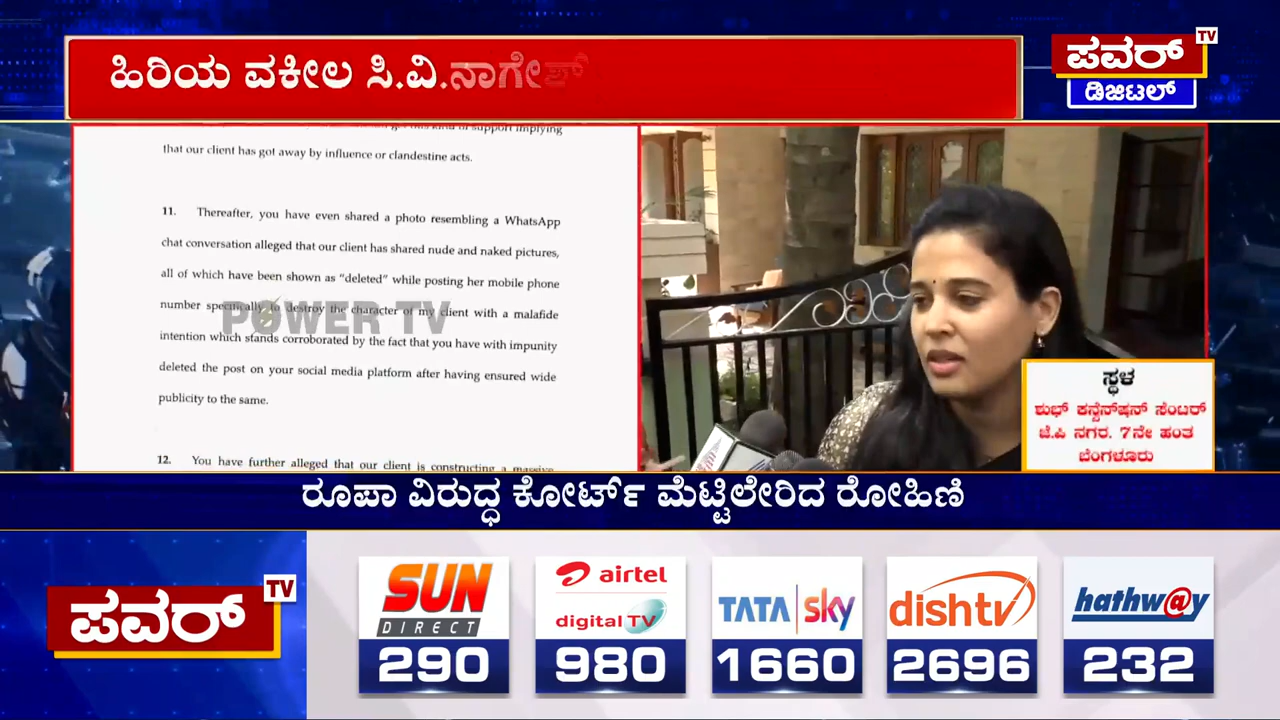 ಹಿರಿಯ ವಕೀಲ ಸಿ.ವಿ.ನಾಗೇಶ್
ಪವರ್ TV
ಡಿಜಿಟಲ್
of support implying
that our client has got away by influence or clandestine acts.
11. Thereafter, you have even shared a photo resembling a WhatsApp
chat conversation alleged that our client has shared nude and naked pictures,
all of which have been shown as “deleted” while posting her mobile phone
number specifically to destroy the character of my client with a malafide
intention which stands corroborated by the fact that you have with impunity
deleted the post on your social media platform after having ensured wide
publicity to the same.
12. You have further alleged that our client is constructing a massive
POWER TV
ಸ್ಥಳ
ಶುಭ್ ಕನ್ವೆನ್‌ಷನ್ ಸೆಂಟರ್
ಜೆ.ಪಿ ನಗರ. 7ನೇ ಹಂತ
ಬೆಂಗಳೂರು
ರೂಪಾ ವಿರುದ್ಧ ಕೋರ್ಟ್ ಮೆಟ್ಟಿಲೇರಿದ ರೋಹಿಣಿ
ಪವರ್ TV
SUN
DIRECT
290
airtel
digital TV
980
TATA sky
1660
dishtv
2696
hathw@y
232